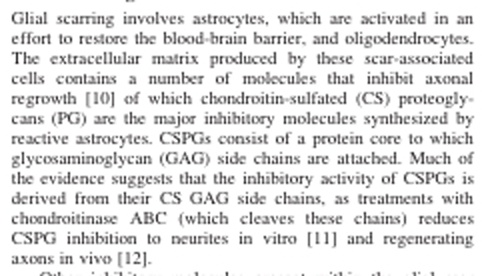 Glial scarring involves astrocytes, which are activated in an
effort to restore the blood-brain barrier, and oligodendrocytes.
The extracellular matrix produced by these scar-associated
cells contains a number of molecules that inhibit axonal
regrowth [10] of which chondroitin-sulfated (CS) proteogly-
cans (PG) are the major inhibitory molecules synthesized by
reactive astrocytes. CSPGs consist of a protein core to which
glycosaminoglycan (GAG) side chains are attached. Much of
the evidence suggests that the inhibitory activity of CSPGs is
derived from their CS GAG side chains, as treatments with
chondroitinase ABC (which cleaves these chains) reduces
CSPG inhibition to neurites in vitro [11] and regenerating
axons in vivo [12].